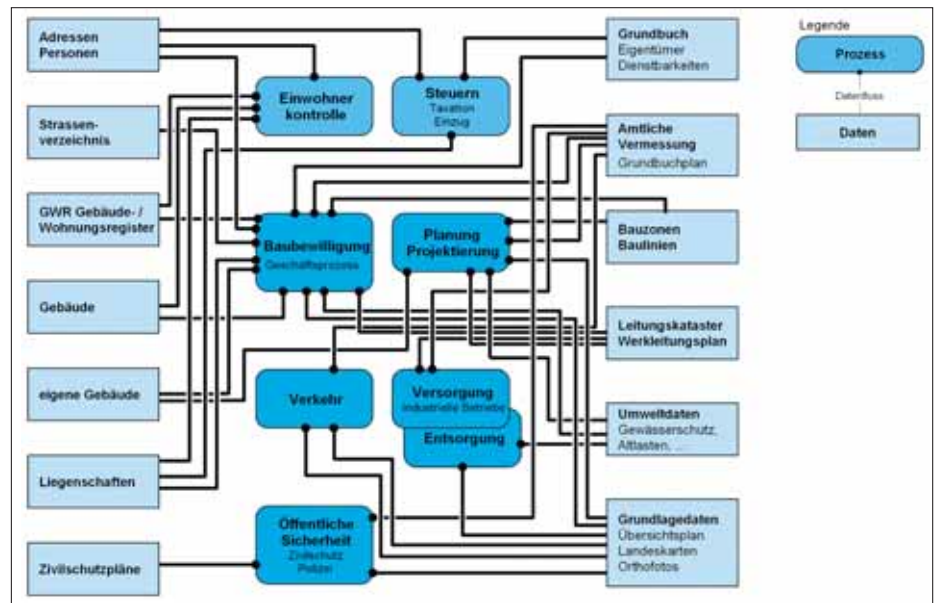 Adressen
Personen
Strassen-
verzeichnis
GWR Gebäude- /
Wohnungsregister
Gebäude
eigene Gebäude
Liegenschaften
Zivilschutzpläne
Einwohner
kontrolle
Steuern
Taxation
Einzug
Baubewilligung
Geschäftsprozess
Planung
Projektierung
Verkehr
Versorgung
Industrielle Betriebe
Entsorgung
Öffentliche
Sicherheit
Zivilschutz
Polizei
Grundbuch
Eigentümer
Dienstbarkeiten
Amtliche
Vermessung
Grundbuchplan
Bauzonen
Baulinien
Leitungskataster
Werkleitungsplan
Umweltdaten
Gewässerschutz,
Altlasten, ...
Grundlagedaten
Übersichtsplan
Landeskarten
Orthofotos
Legende
Prozess
Datenfluss
Daten